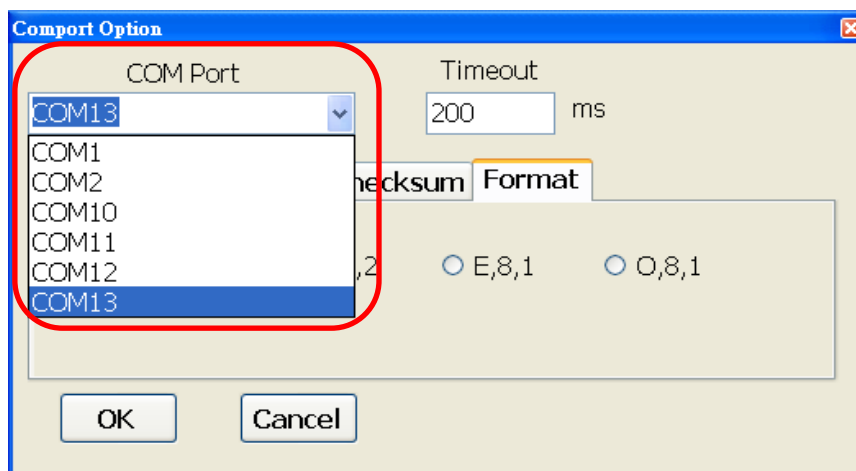 Comport Option
COM Port
Timeout
COM13
200
ms
COM1
COM2
COM10
COM11
COM12
COM13
Format
,2
E,8,1
O,8,1
OK
Cancel